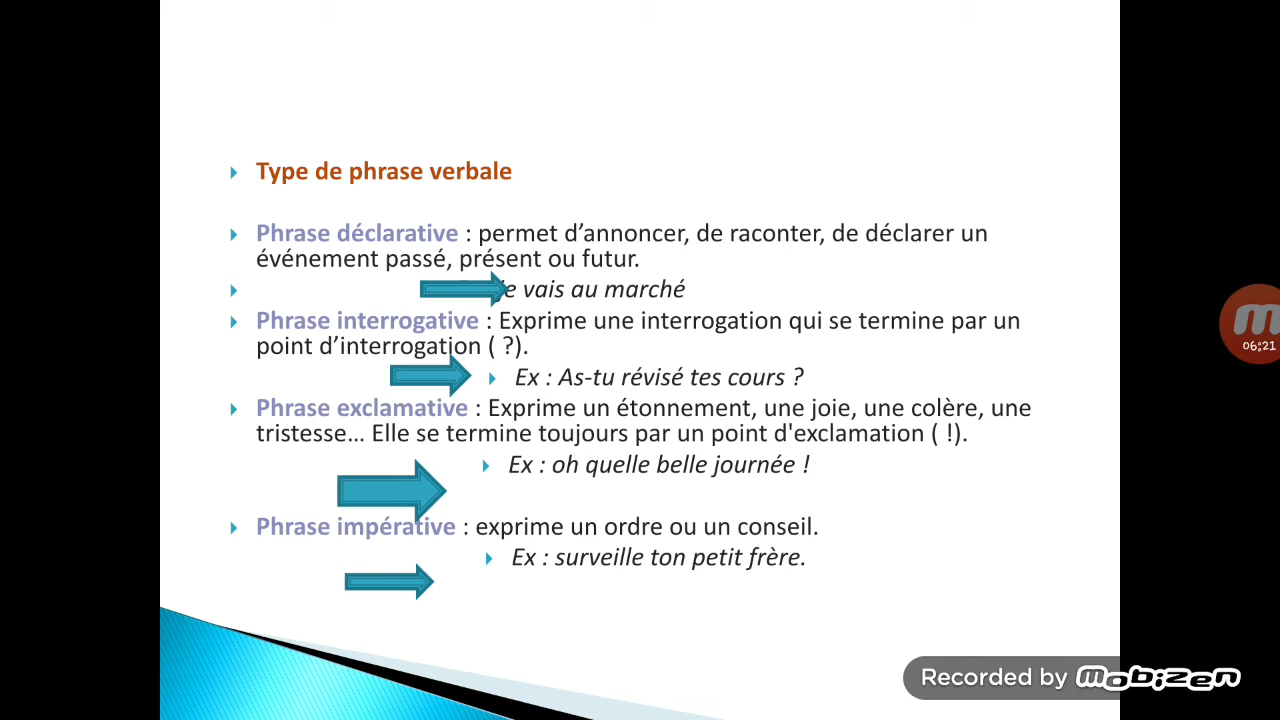 Type de phrase verbale
Phrase déclarative : permet d’annoncer, de raconter, de déclarer un
événement passé, présent ou futur.
vais au marché
Phrase interrogative : Exprime une interrogation qui se termine par un
point d’interrogation ( ?).
Ex : As-tu révisé tes cours ?
Phrase exclamative : Exprime un étonnement, une joie, une colère, une
tristesse... Elle se termine toujours par un point d'exclamation ( !).
Ex : oh quelle belle journée !
Phrase impérative : exprime un ordre ou un conseil.
Ex : surveille ton petit frère.
06:21
Recorded by mobizen